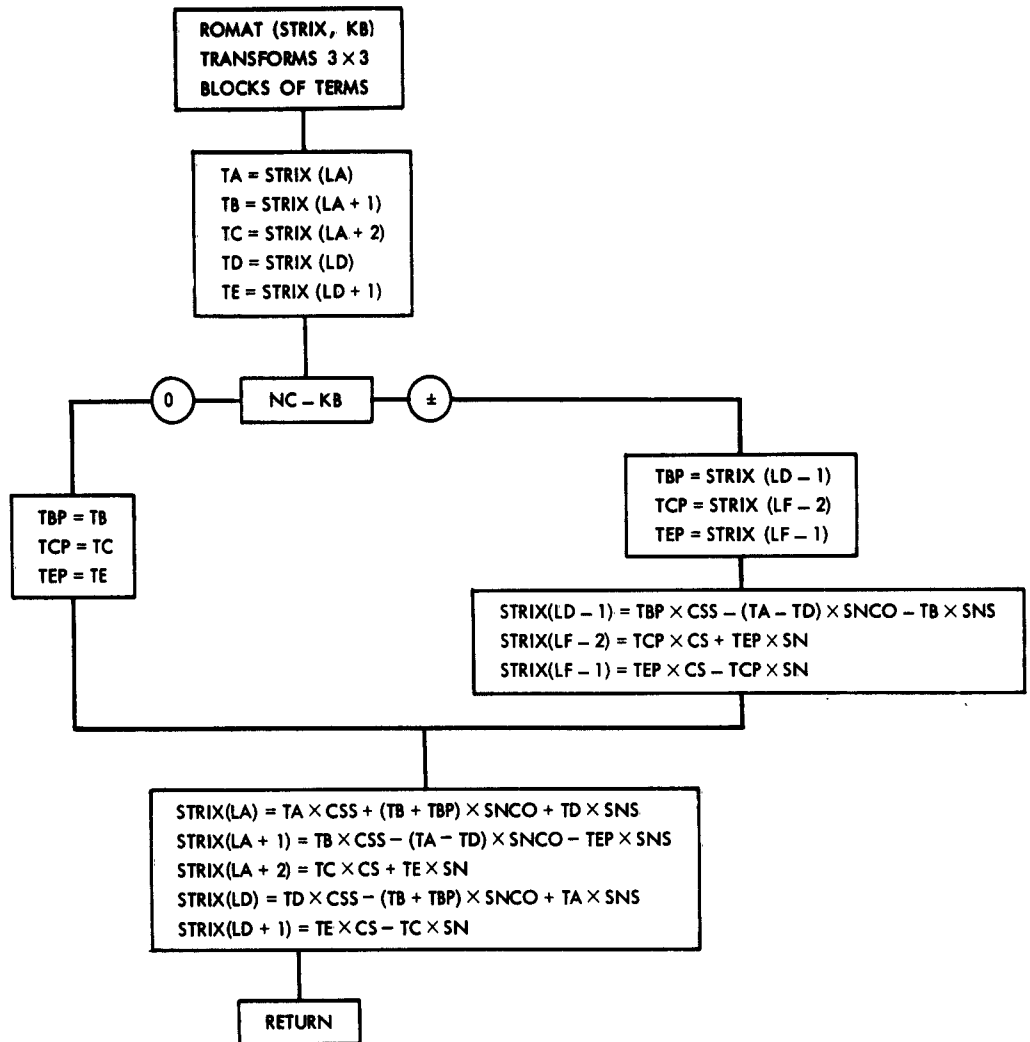 ROMAT (STRIX, KB)
TRANSFORMS 3 × 3
BLOCKS OF TERMS
TA = STRIX (LA)
TB = STRIX (LA + 1)
TC = STRIX (LA + 2)
TD = STRIX (LD)
TE = STRIX (LD + 1)
0
NC – KB
±
TBP = TB
TCP = TC
TEP = TE
TBP = STRIX (LD – 1)
TCP = STRIX (LF – 2)
TEP = STRIX (LF – 1)
STRIX(LD – 1) = TBP × CSS – (TA – TD) × SNCO – TB × SNS
STRIX(LF – 2) = TCP × CS + TEP × SN
STRIX(LF – 1) = TEP × CS – TCP × SN
STRIX(LA) = TA × CSS + (TB + TBP) × SNCO + TD × SNS
STRIX(LA + 1) = TB × CSS – (TA – TD) × SNCO – TEP × SNS
STRIX(LA + 2) = TC × CS + TE × SN
STRIX(LD) = TD × CSS – (TB + TBP) × SNCO + TA × SNS
STRIX(LD + 1) = TE × CS – TC × SN
RETURN